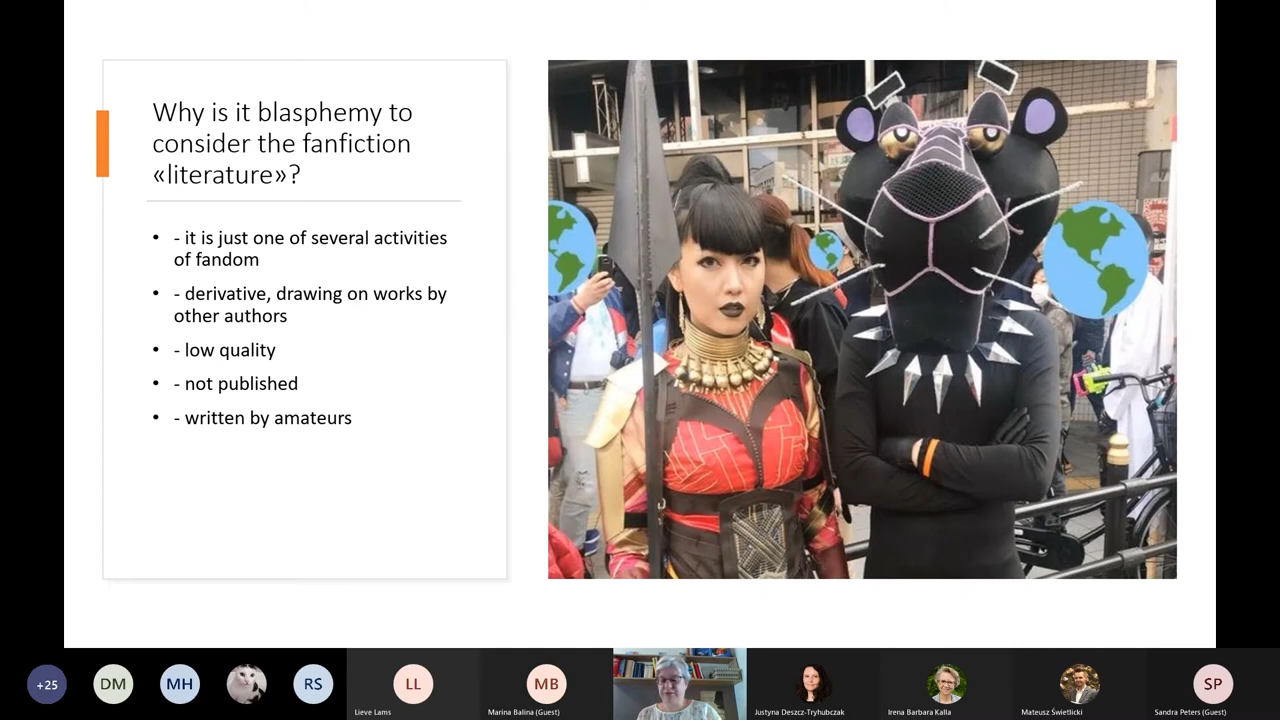 Why is it blasphemy to
consider the fanfiction
«literature»?
• - it is just one of several activities
of fandom
• - derivative, drawing on works by
other authors
• - low quality
• - not published
• - written by amateurs
+25
DM
MH
RS
LL
MB
SP
Lieve Lams
Marina Balina (Guest)
Justyna Deszcz-Tryhubczak
Irena Barbara Kalla
Mateusz Świetlicki
Sandra Peters (Guest)